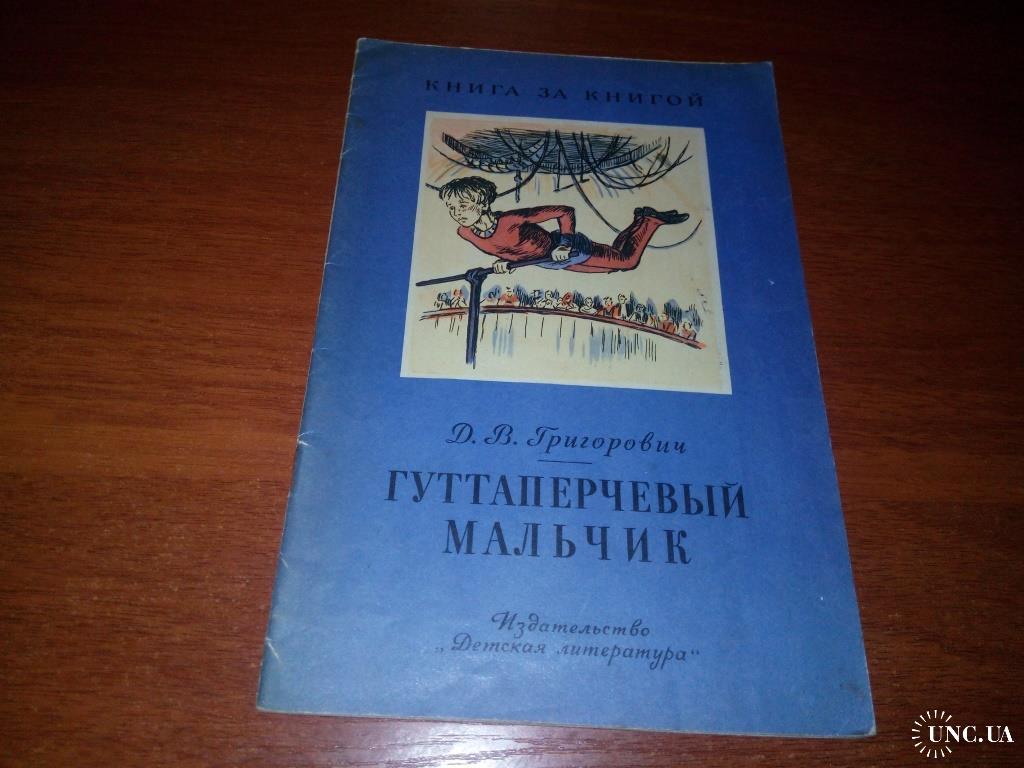 КНИГА ЗА КНИГОЙ
Д. В. Григорович
ГУТТАПЕРЧЕВЫЙ
МАЛЬЧИК
Издательство
„Детская литература“
UNC.UA